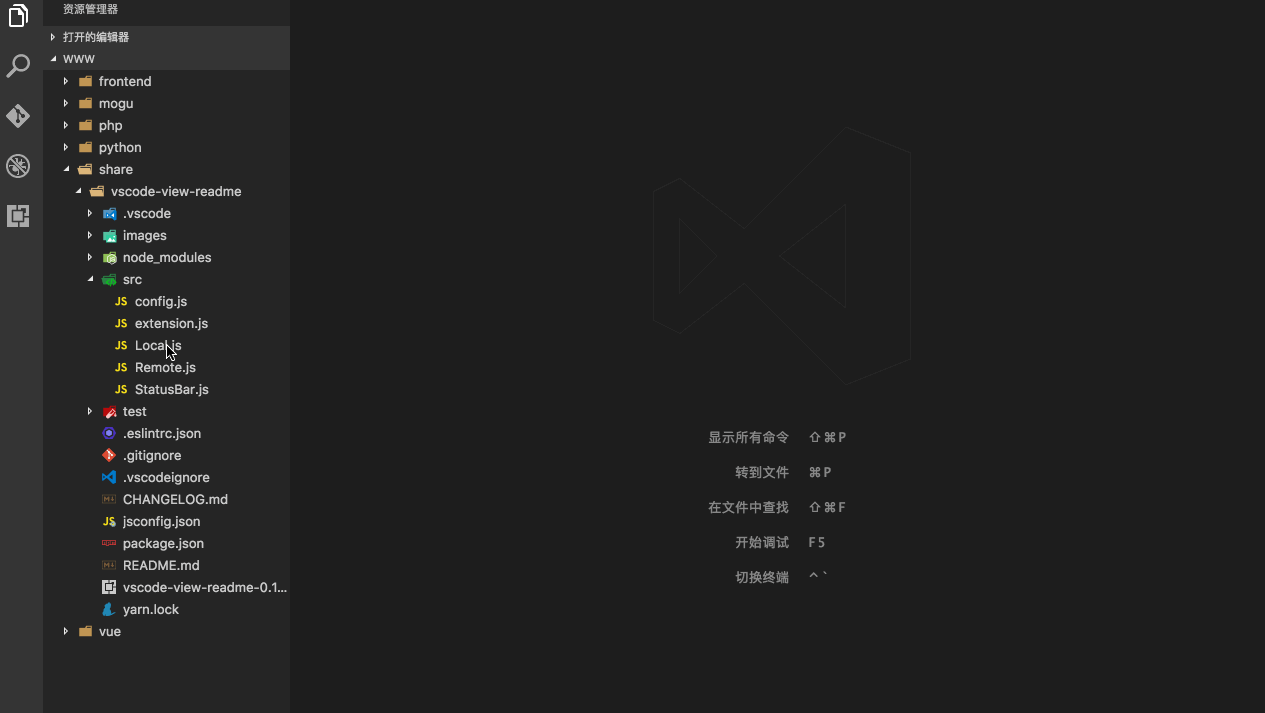 资源管理器
打开的编辑器
WWW
frontend
mogu
php
python
share
vscode-view-readme
.vscode
images
node_modules
src
JS config.js
JS extension.js
JS Local.js
JS Remote.js
JS StatusBar.js
test
.eslintrc.json
.gitignore
.vscodeignore
CHANGELOG.md
JS jsconfig.json
package.json
README.md
vscode-view-readme-0.1...
yarn.lock
vue
显示所有命令 ⇧⌘P
转到文件 ⌘P
在文件中查找 ⇧⌘F
开始调试 F5
切换终端 ^`